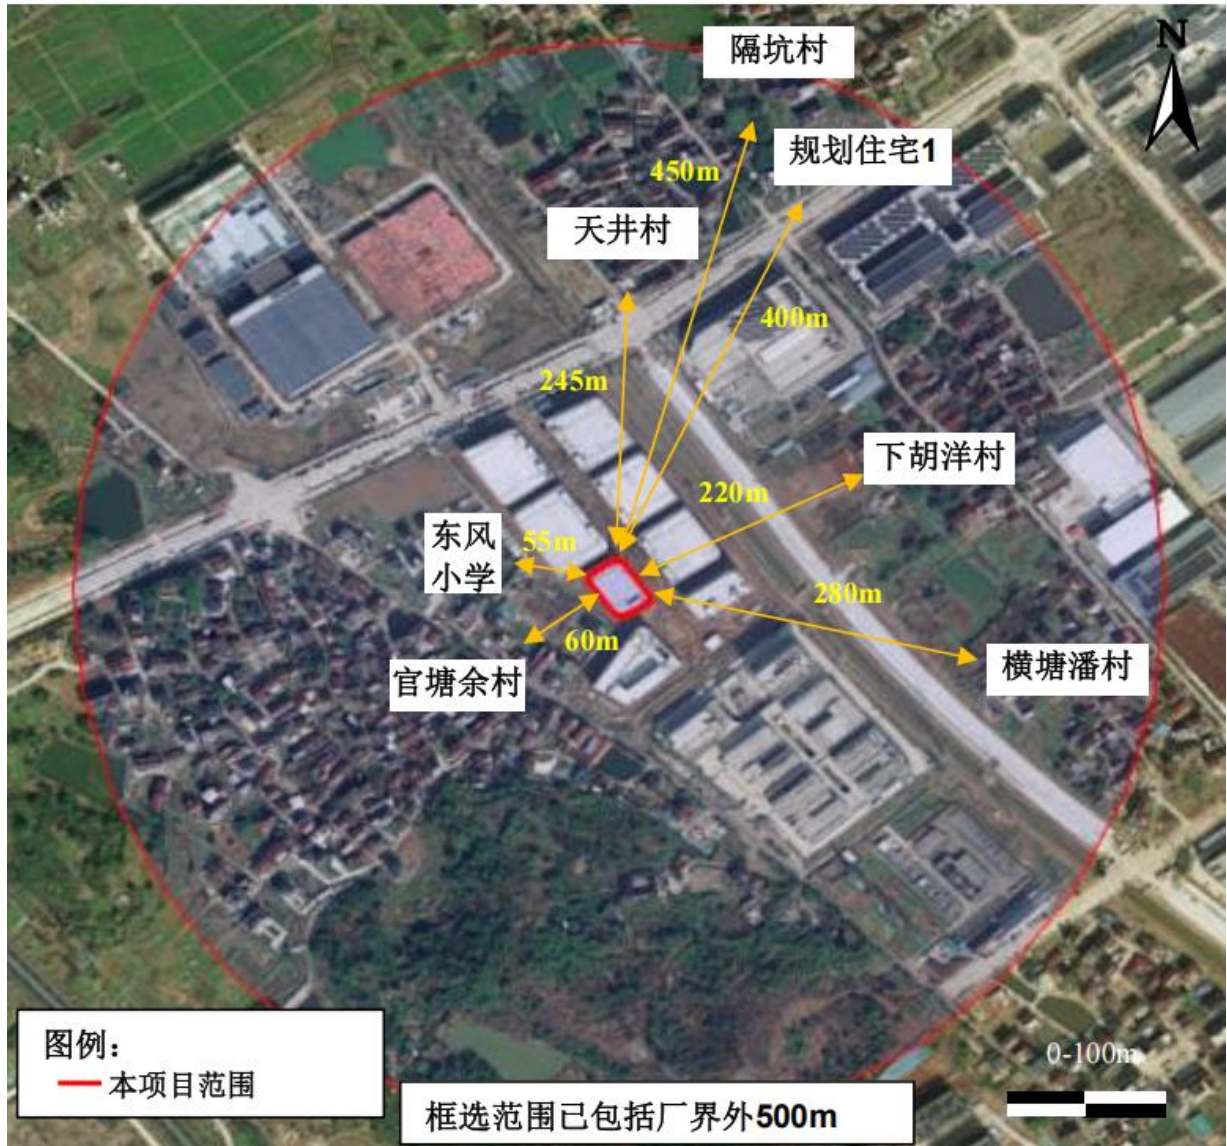 隔坑村
N
规划住宅1
450m
天井村
400m
245m
下胡洋村
220m
东风
小学
55m
280m
60m
横塘潘村
官塘余村
图例：
本项目范围
0-100m
框选范围已包括厂界外500m